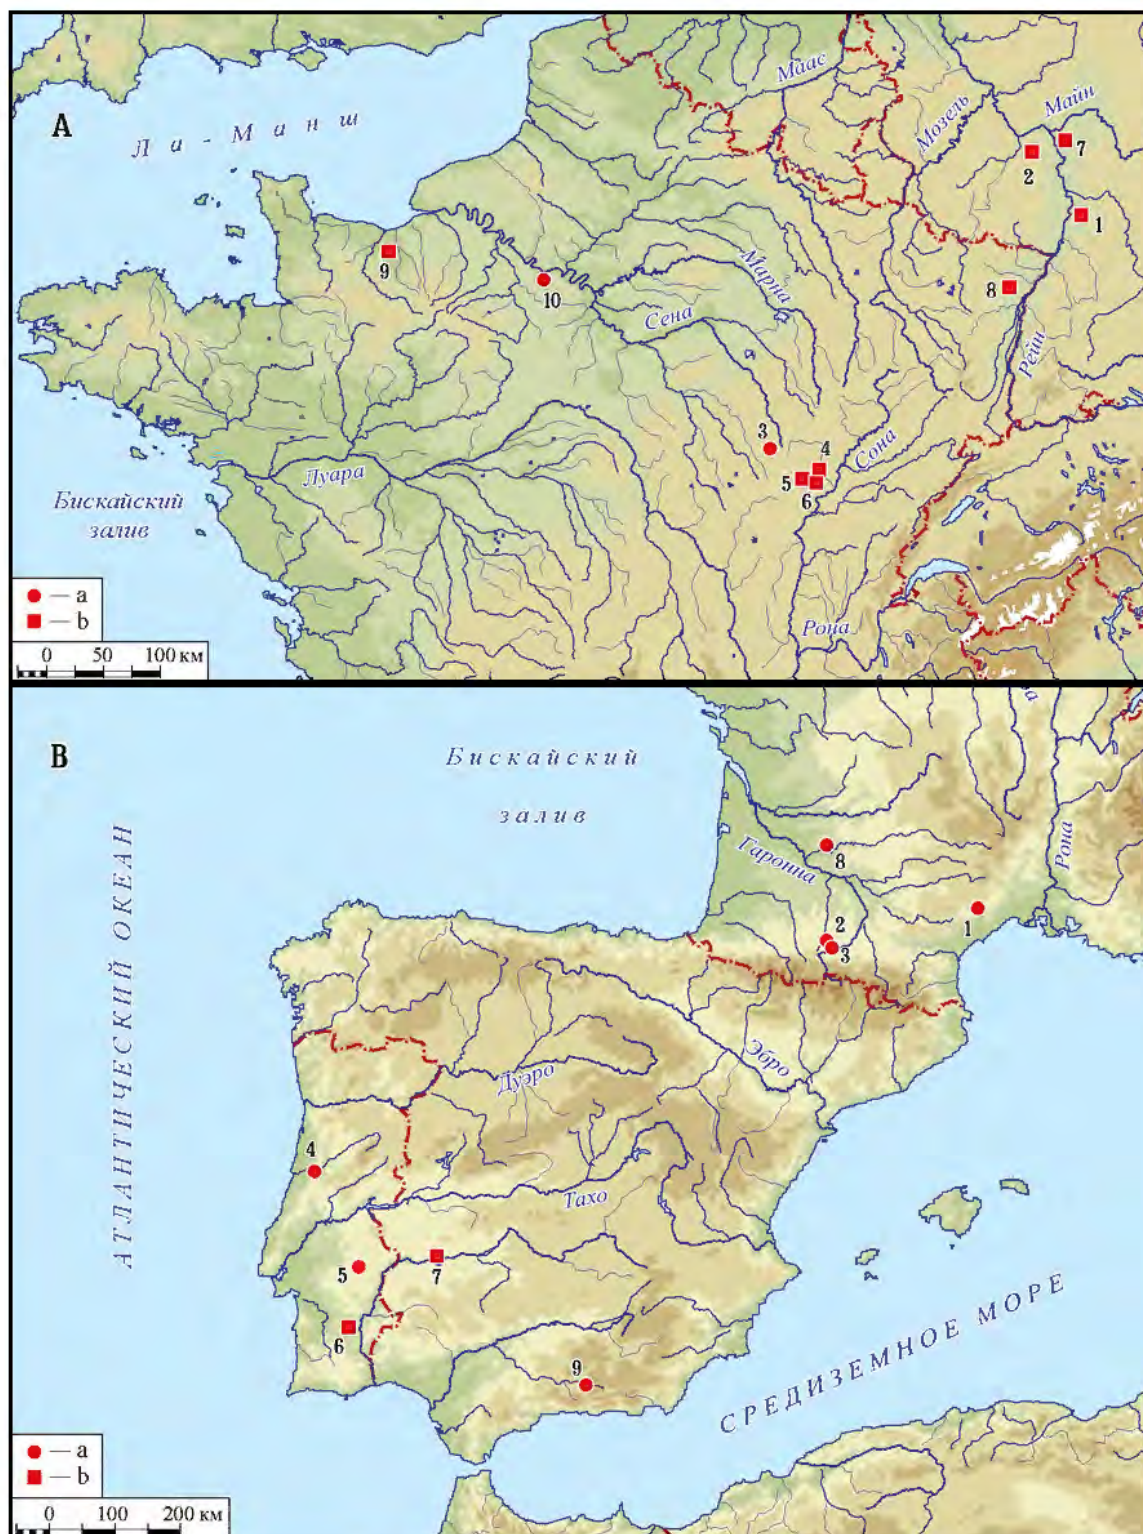 А
Ла-Манш
Маас
Мозель
Майн
7
2
1
9
10
Марна
Сена
8
Рейн
3
4
5
6
Сона
Луара
Бискайский
залив
Рона
— a
— b
0 50 100 км
В
Бискайский
залив
АТЛАНТИЧЕСКИЙ ОКЕАН
Рона
Гаронна
8
1
2
3
Эбро
Дуэро
4
Тахо
5
7
6
9
СРЕДИЗЕМНОЕ МОРЕ
— a
— b
0 100 200 км